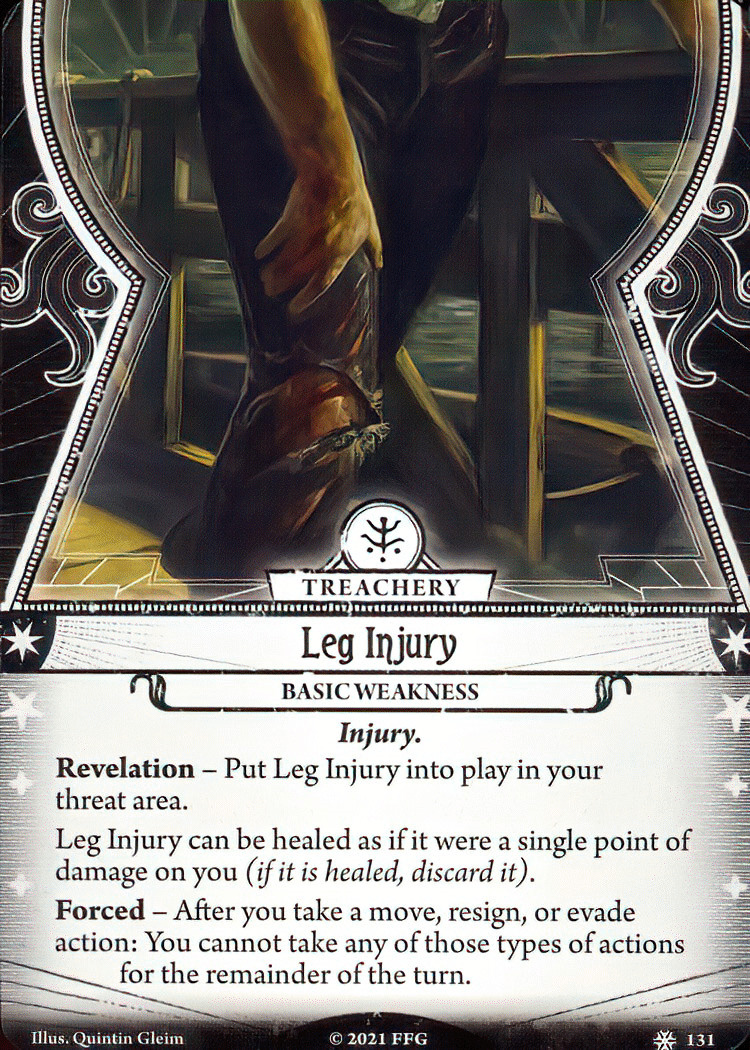 TREACHERY
Leg Injury
BASIC WEAKNESS
Injury.
Revelation – Put Leg Injury into play in your
threat area.
Leg Injury can be healed as if it were a single point of
damage on you (if it is healed, discard it).
Forced – After you take a move, resign, or evade
action: You cannot take any of those types of actions
for the remainder of the turn.
Illus. Quintin Gleim
© 2021 FFG
131